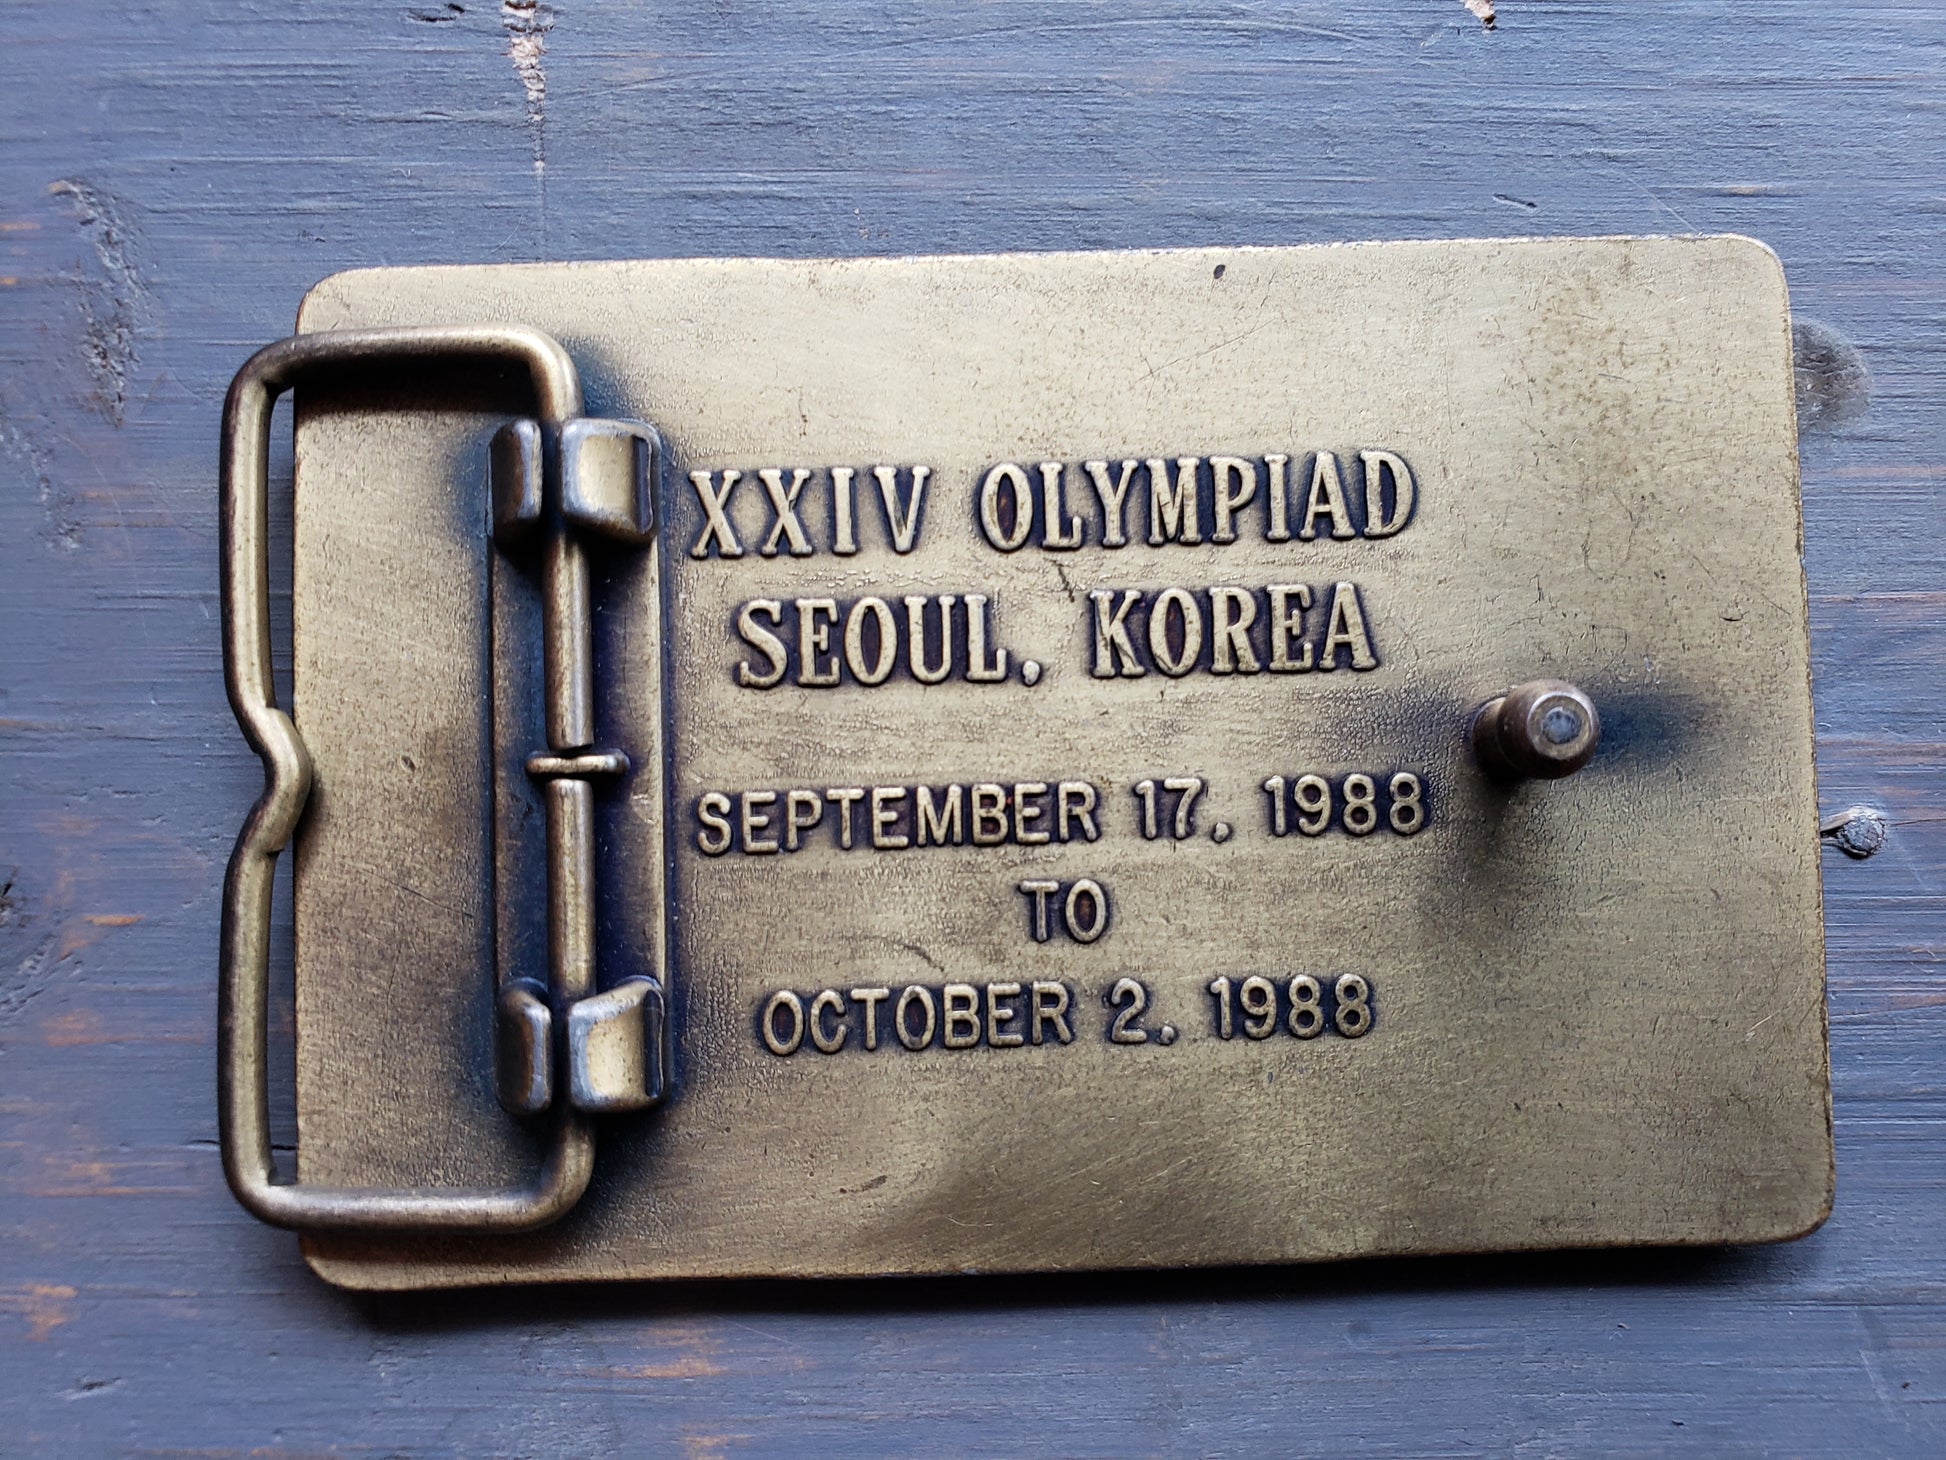 XXIV OLYMPIAD
SEOUL, KOREA
SEPTEMBER 17, 1988
TO
OCTOBER 2, 1988